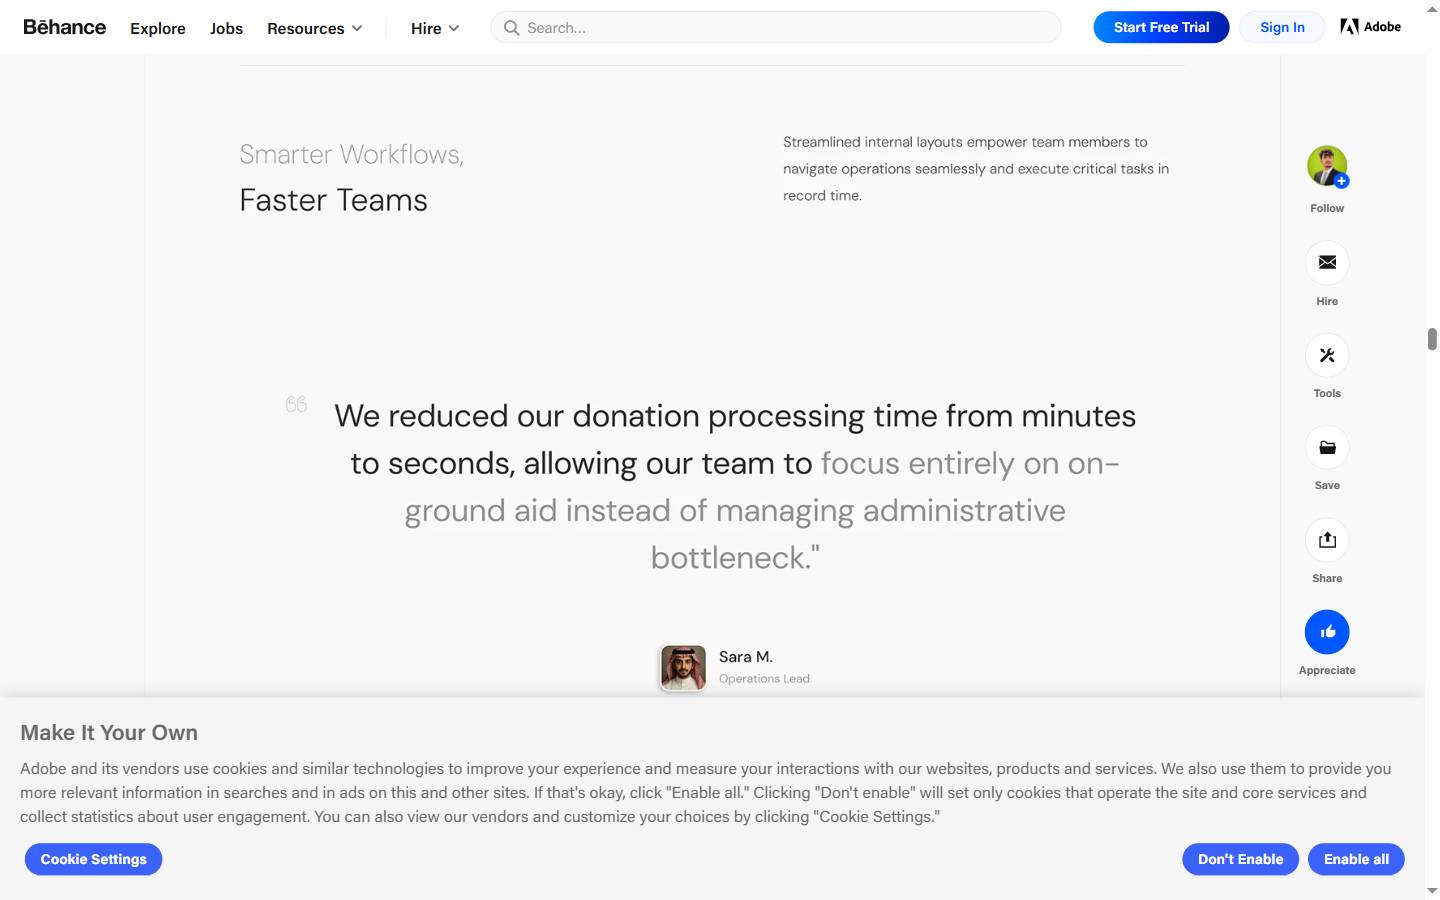 Bēhance
Explore
Jobs
Resources
Hire
Search...
Start Free Trial
Sign In
Adobe
Smarter Workflows,
Faster Teams
Streamlined internal layouts empower team members to
navigate operations seamlessly and execute critical tasks in
record time.
We reduced our donation processing time from minutes
to seconds, allowing our team to focus entirely on on-
ground aid instead of managing administrative
bottleneck."
Sara M.
Operations Lead
Follow
Hire
Tools
Save
Share
Appreciate
Make It Your Own
Adobe and its vendors use cookies and similar technologies to improve your experience and measure your interactions with our websites, products and services. We also use them to provide you
more relevant information in searches and in ads on this and other sites. If that's okay, click "Enable all." Clicking "Don't enable" will set only cookies that operate the site and core services and
collect statistics about user engagement. You can also view our vendors and customize your choices by clicking "Cookie Settings."
Cookie Settings
Don't Enable
Enable all